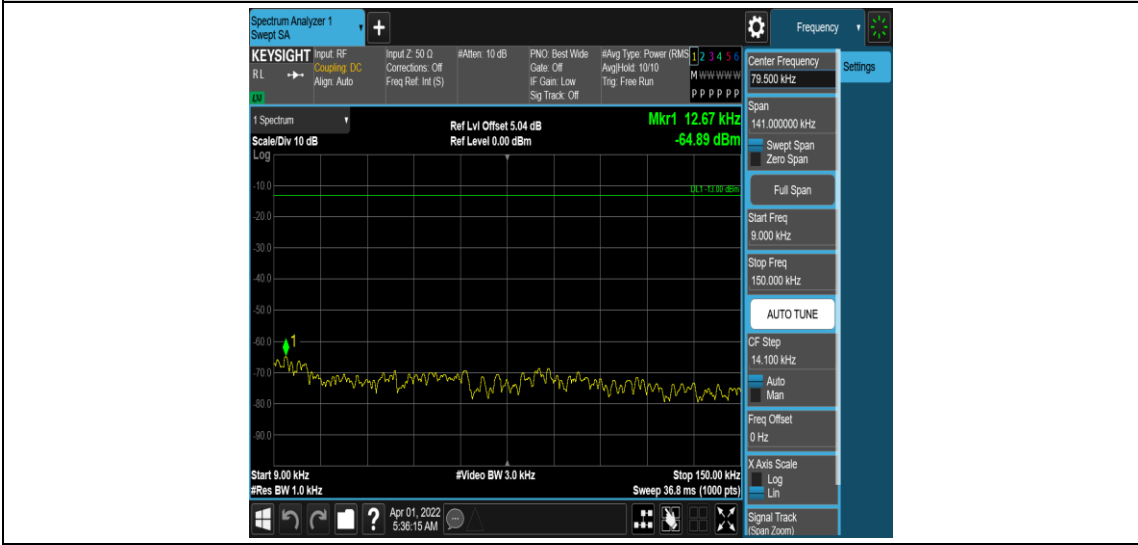 Spectrum Analyzer 1
Swept SA
+
Frequency
KEYSIGHT
RL
Input: RF
Coupling: DC
Align: Auto
Input Z: 50 Ω
Corrections: Off
Freq Ref: Int (S)
#Atten: 10 dB
PNO: Best Wide
Gate: Off
IF Gain: Low
Sig Track: Off
#Avg Type: Power (RMS
Avg|Hold: 10/10
Trig: Free Run
1 2 3 4 5 6
M W W W W W
P P P P P P
1 Spectrum
Scale/Div 10 dB
Log
Ref Lvl Offset 5.04 dB
Ref Level 0.00 dBm
Mkr1 12.67 kHz
-64.89 dBm
DL1 -13.00 dBm
-10.0
-20.0
-30.0
-40.0
-50.0
-60.0
1
-70.0
-80.0
-90.0
Start 9.00 kHz
#Res BW 1.0 kHz
#Video BW 3.0 kHz
Stop 150.00 kHz
Sweep 36.8 ms (1000 pts)
?
Apr 01, 2022
5:36:15 AM
Center Frequency
79.500 kHz
Span
141.000000 kHz
Swept Span
Zero Span
Full Span
Start Freq
9.000 kHz
Stop Freq
150.000 kHz
AUTO TUNE
CF Step
14.100 kHz
Auto
Man
Freq Offset
0 Hz
X Axis Scale
Log
Lin
Signal Track
(Span Zoom)
Settings